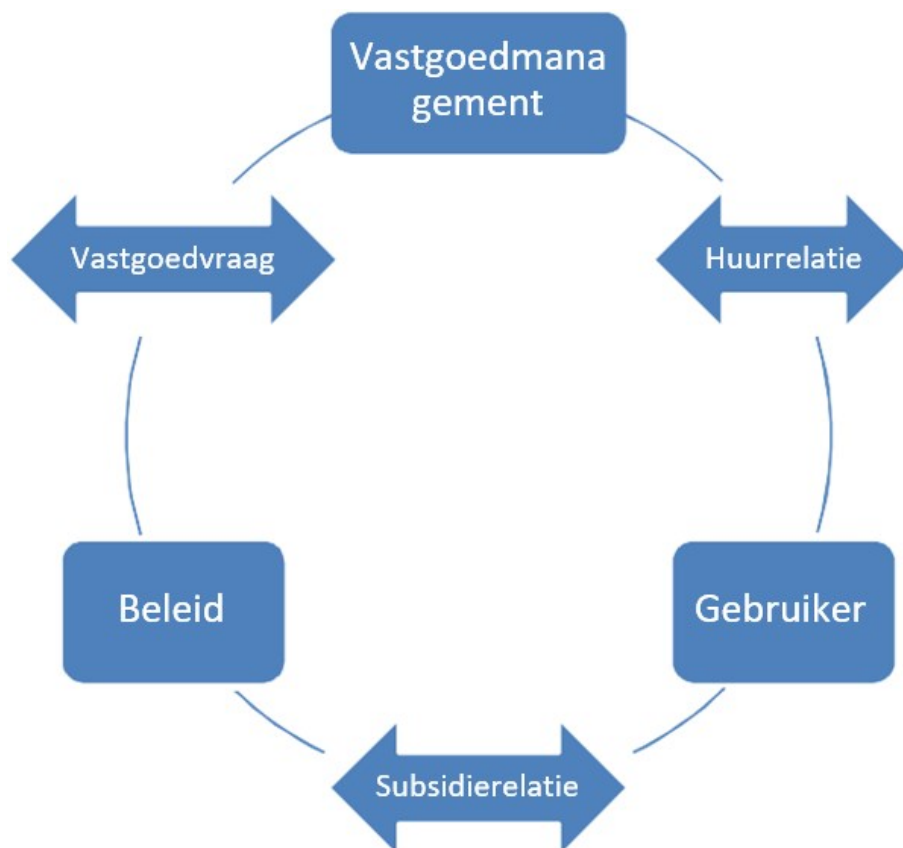 Vastgoedmana
gement
Vastgoedvraag
Huurrelatie
Beleid
Gebruiker
Subsidierelatie